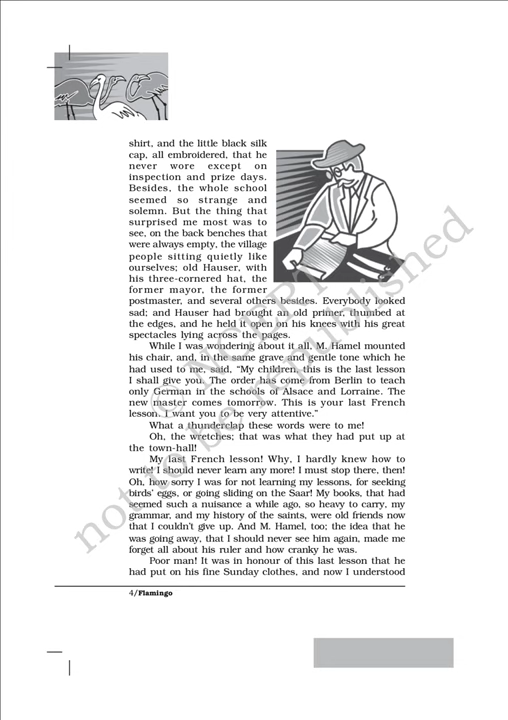 shirt, and the little black silk
cap, all embroidered, that he
never wore except on
inspection and prize days.
Besides, the whole school
seemed so strange and
solemn. But the thing that
surprised me most was to
see, on the back benches that
were always empty, the village
people sitting quietly like
ourselves; old Hauser, with
his three-cornered hat, the
former mayor, the former
postmaster, and several others besides. Everybody looked
sad; and Hauser had brought an old primer, thumbed at
the edges, and he held it open on his knees with his great
spectacles lying across the pages.
While I was wondering about it all, M. Hamel mounted
his chair, and, in the same grave and gentle tone which he
had used to me, said, “My children, this is the last lesson
I shall give you. The order has come from Berlin to teach
only German in the schools of Alsace and Lorraine. The
new master comes tomorrow. This is your last French
lesson. I want you to be very attentive.”
What a thunderclap these words were to me!
Oh, the wretches; that was what they had put up at
the town-hall!
My last French lesson! Why, I hardly knew how to
write! I should never learn any more! I must stop there, then!
Oh, how sorry I was for not learning my lessons, for seeking
birds’ eggs, or going sliding on the Saar! My books, that had
seemed such a nuisance a while ago, so heavy to carry, my
grammar, and my history of the saints, were old friends now
that I couldn’t give up. And M. Hamel, too; the idea that he
was going away, that I should never see him again, made me
forget all about his ruler and how cranky he was.
Poor man! It was in honour of this last lesson that he
had put on his fine Sunday clothes, and now I understood
4/Flamingo
© NCERT
not to be republished